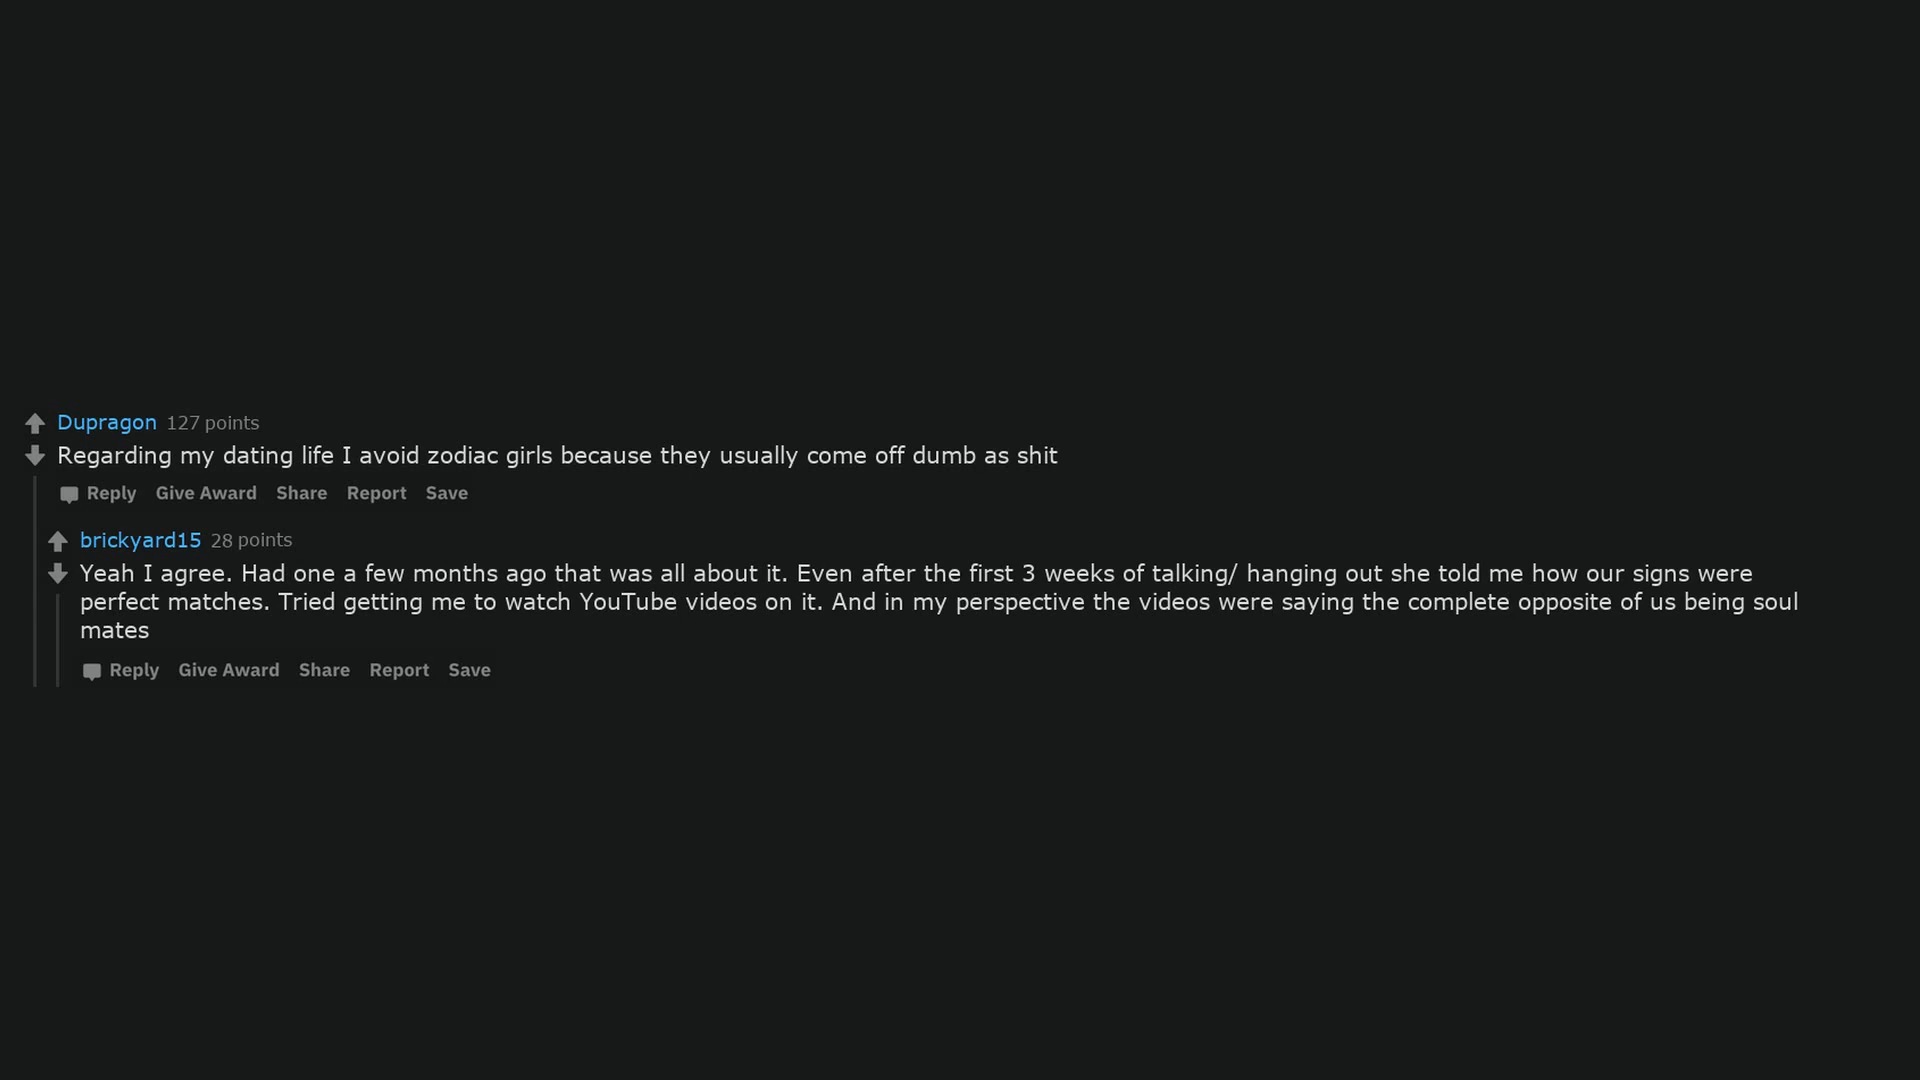 Dupragon 127 points
Regarding my dating life I avoid zodiac girls because they usually come off dumb as shit
Reply Give Award Share Report Save
brickyard15 28 points
Yeah I agree. Had one a few months ago that was all about it. Even after the first 3 weeks of talking/ hanging out she told me how our signs were
perfect matches. Tried getting me to watch YouTube videos on it. And in my perspective the videos were saying the complete opposite of us being soul
mates
Reply Give Award Share Report Save